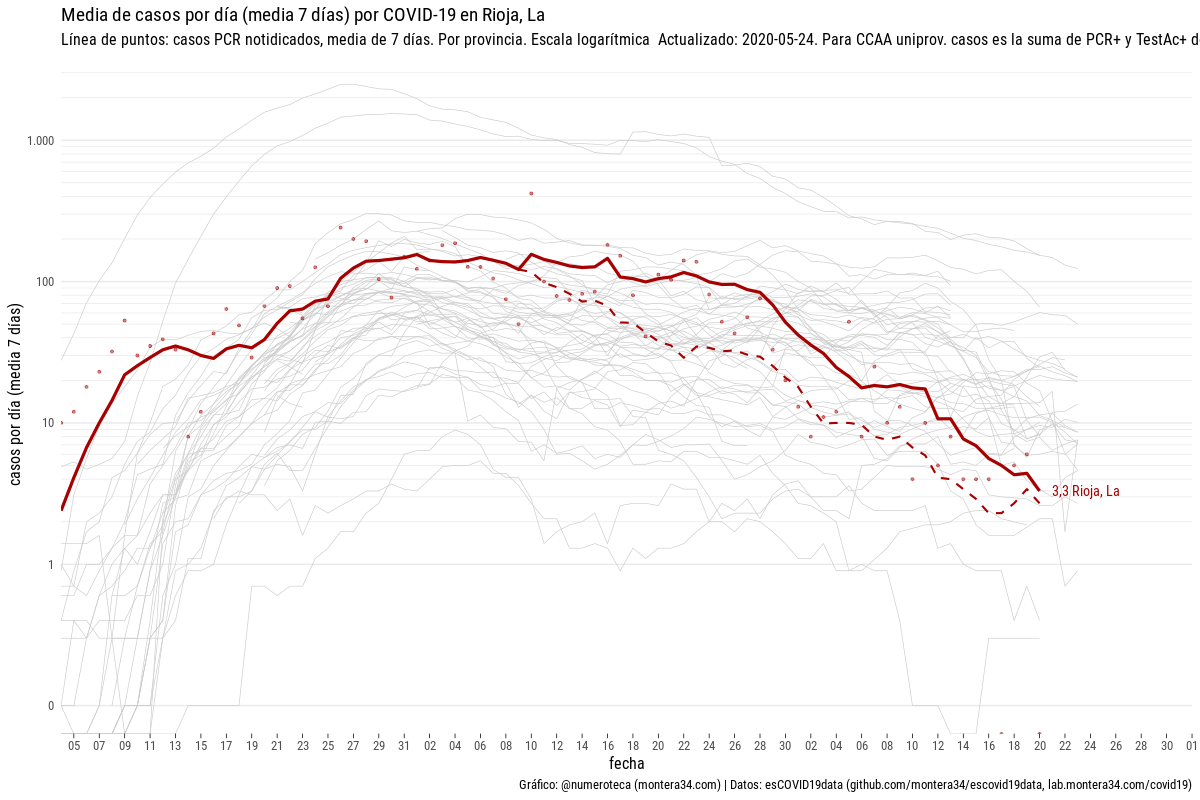 Media de casos por día (media 7 días) por COVID-19 en Rioja, La
Línea de puntos: casos PCR notidicados, media de 7 días. Por provincia. Escala logarítmica  Actualizado: 2020-05-24. Para CCAA uniprov. casos es la suma de PCR+ y TestAc+ d
casos por día (media 7 días)
1.000
100
10
1
0
3,3 Rioja, La
05 07 09 11 13 15 17 19 21 23 25 27 29 31 02 04 06 08 10 12 14 16 18 20 22 24 26 28 30 02 04 06 08 10 12 14 16 18 20 22 24 26 28 30 01
fecha
Gráfico: @numeroteca (montera34.com) | Datos: esCOVID19data (github.com/montera34/escovid19data, lab.montera34.com/covid19)